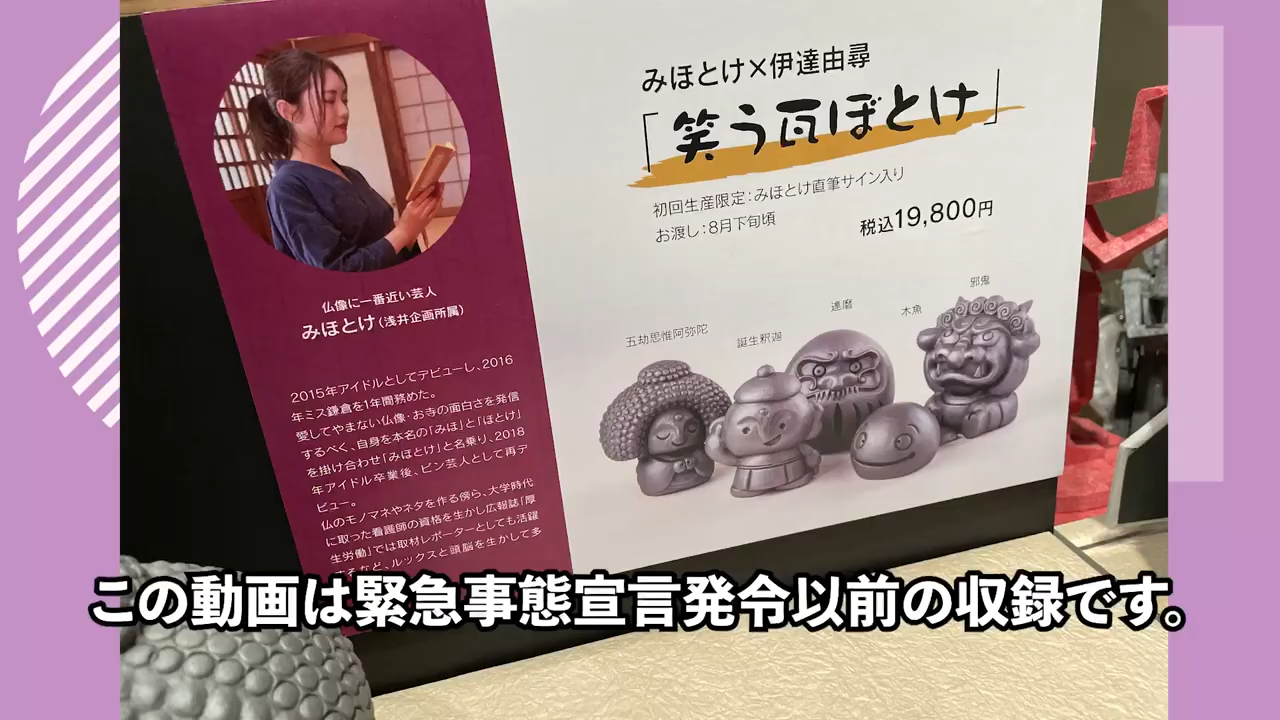 みほとけ×伊達由尋
「笑う瓦ぼとけ」
初回生産限定：みほとけ直筆サイン入り
お渡し：8月下旬頃
税込19,800円
五劫思惟阿弥陀
誕生釈迦
達磨
木魚
邪鬼
仏像に一番近い芸人
みほとけ(浅井企画所属)
2015年アイドルとしてデビューし、2016
年ミス鎌倉を1年間務めた。
愛してやまない仏像・お寺の面白さを発信
するべく、自身を本名の「みほ」と「ほとけ」
を掛け合わせ「みほとけ」と名乗り、2018
年アイドル卒業後、ピン芸人として再デ
ビュー。
仏のモノマネやネタを作る傍ら、大学時代
に取った看護師の資格を生かし広報誌「厚
生労働」では取材レポーターとしても活躍
するなど、ルックスと頭脳を生かして多
この動画は緊急事態宣言発令以前の収録です。